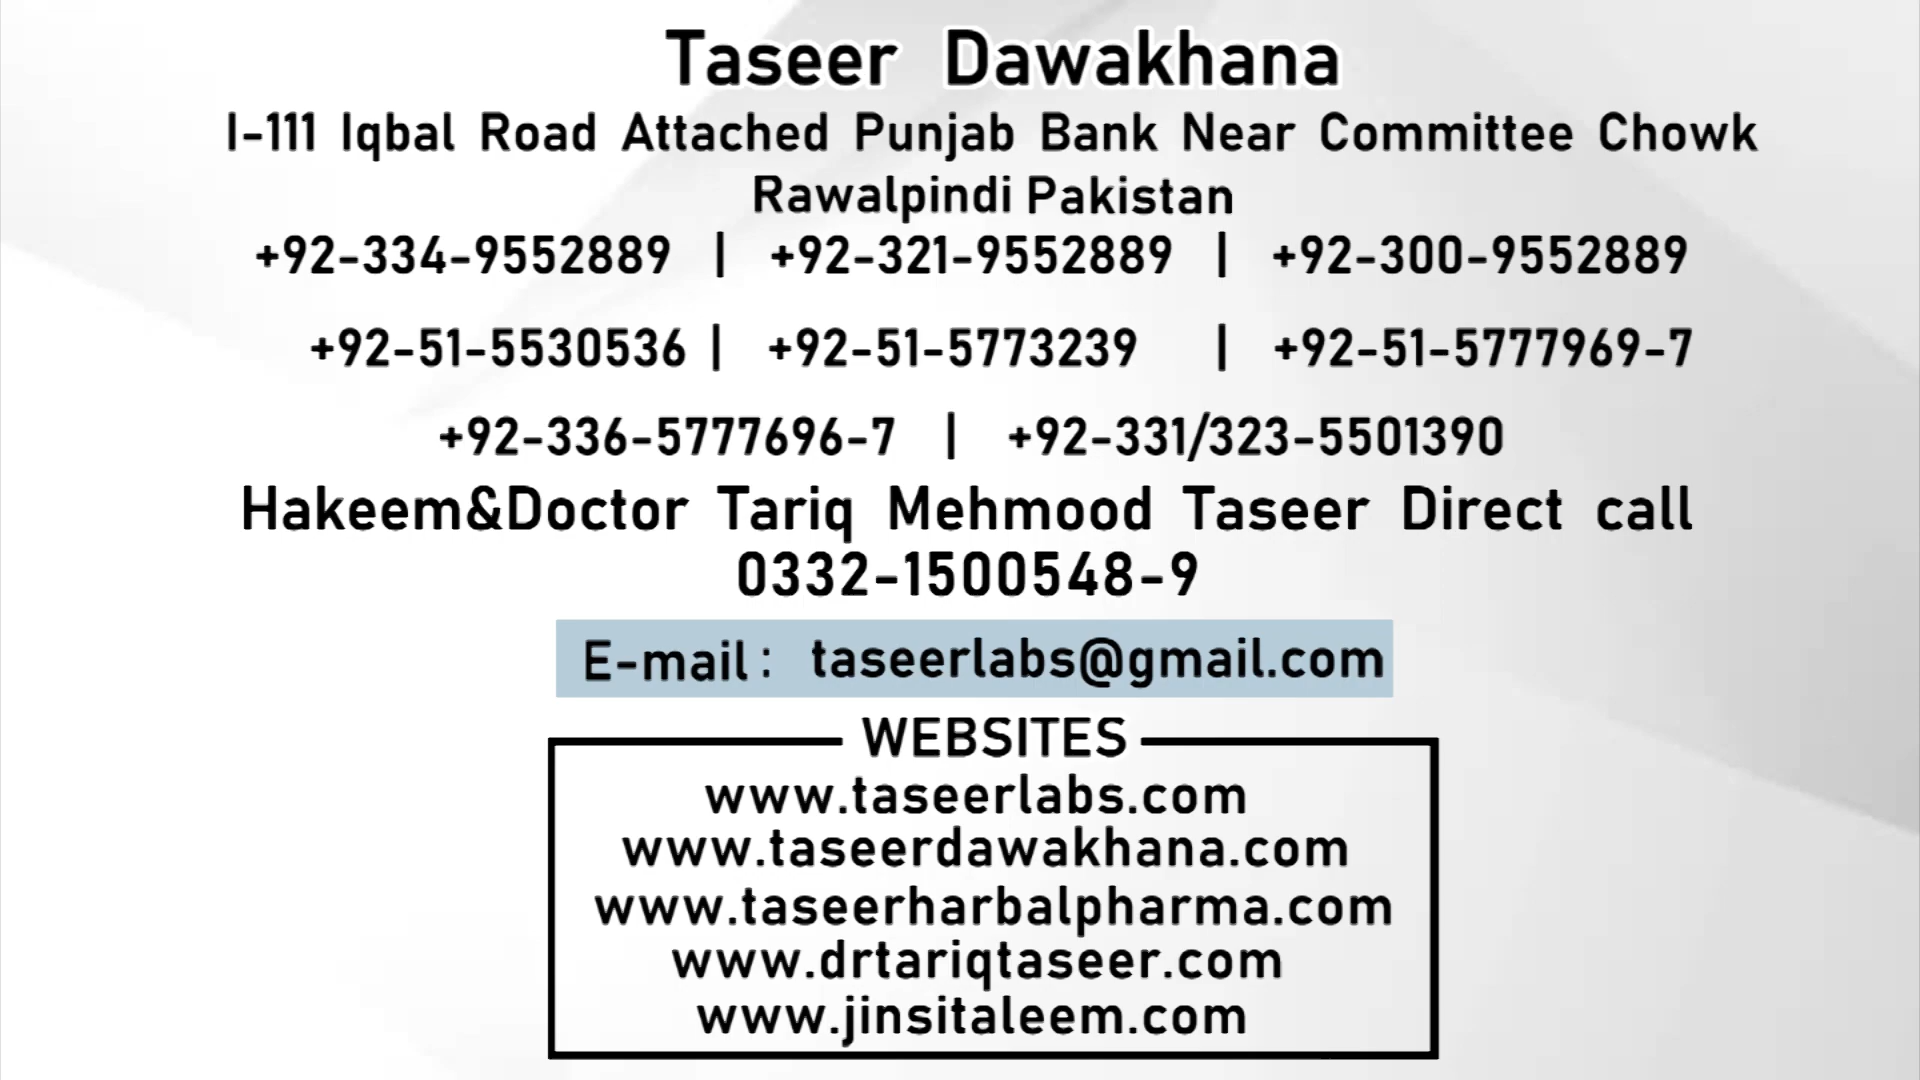 Taseer Dawakhana
I-111 Iqbal Road Attached Punjab Bank Near Committee Chowk
Rawalpindi Pakistan
+92-334-9552889 | +92-321-9552889 | +92-300-9552889
+92-51-5530536 | +92-51-5773239 | +92-51-5777969-7
+92-336-5777696-7 | +92-331/323-5501390
Hakeem&Doctor Tariq Mehmood Taseer Direct call
0332-1500548-9
E-mail : taseerlabs@gmail.com
WEBSITES
www.taseerlabs.com
www.taseerdawakhana.com
www.taseerharbalpharma.com
www.drtariqtaseer.com
www.jinsitaleem.com